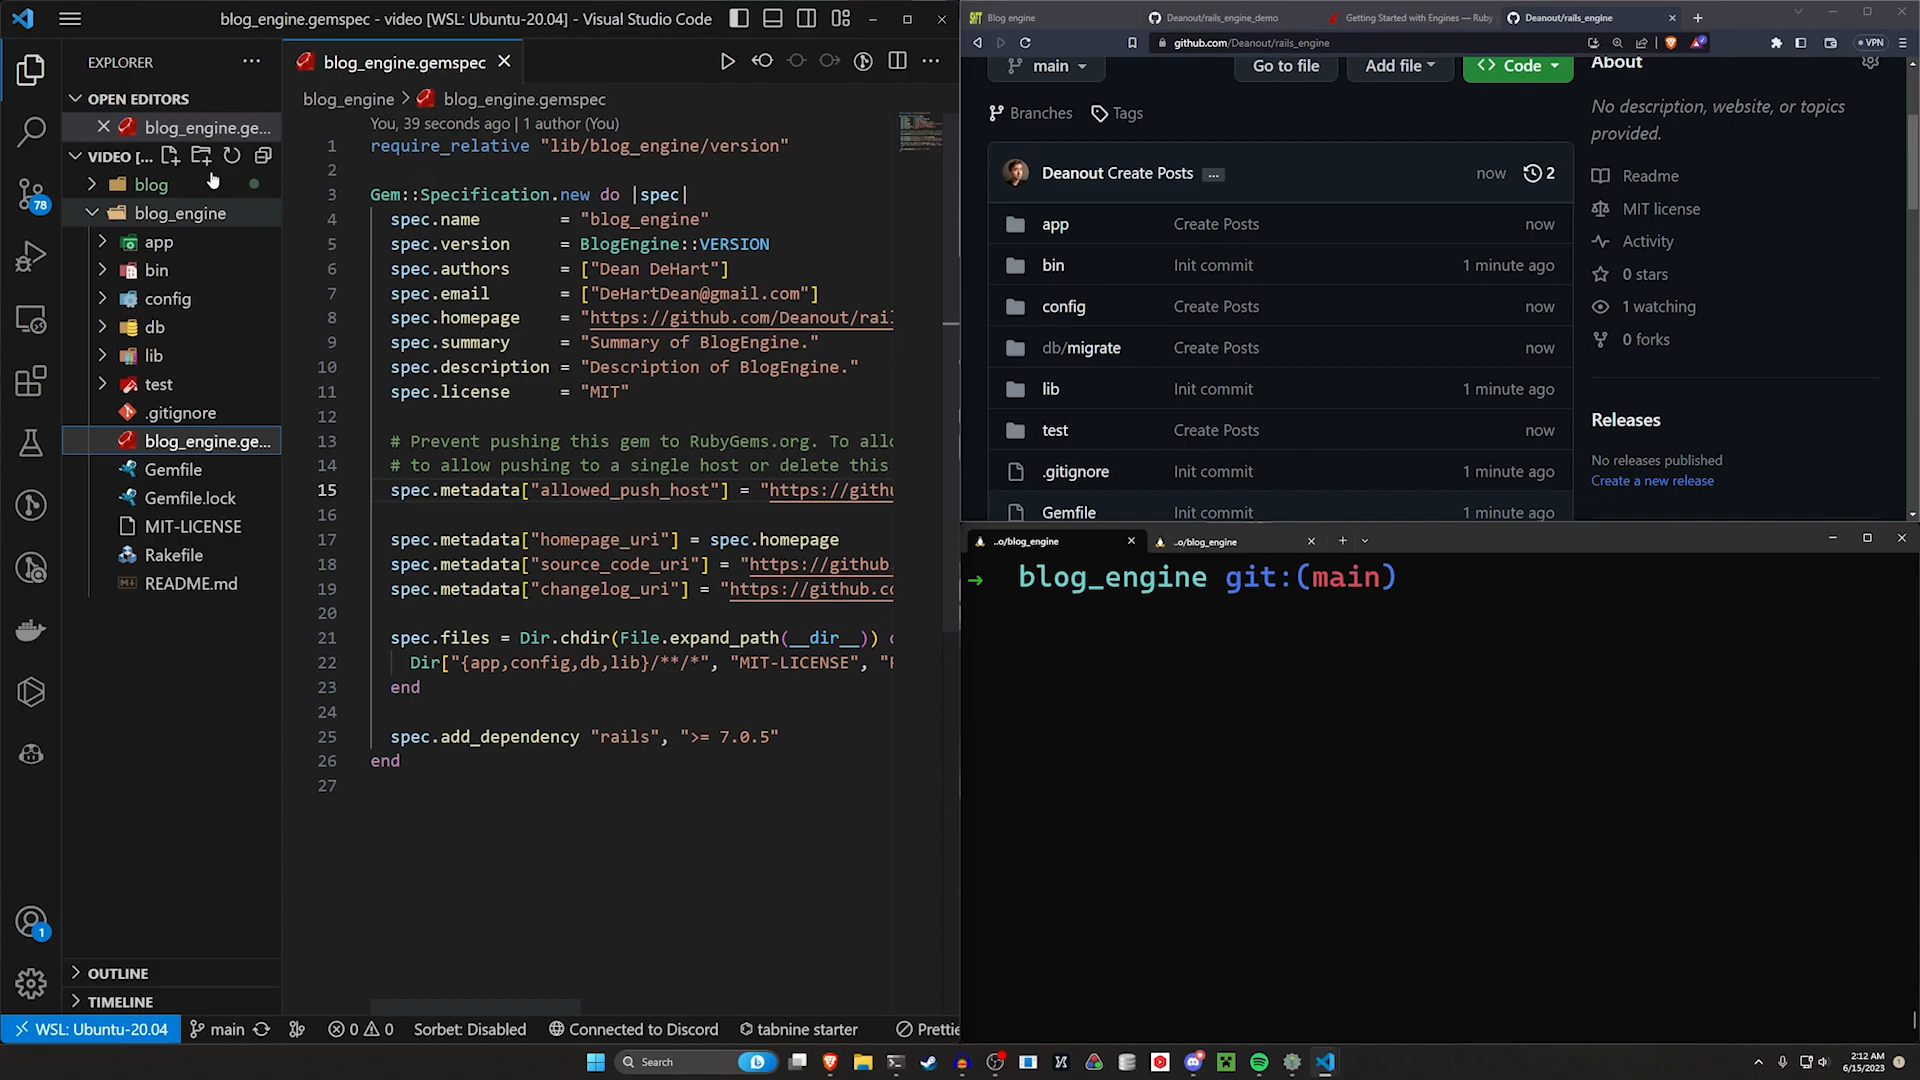 blog_engine.gemspec - video [WSL: Ubuntu-20.04] - Visual Studio Code
EXPLORER
OPEN EDITORS
blog_engine.ge...
VIDEO [...
blog
blog_engine
app
bin
config
db
lib
test
.gitignore
blog_engine.ge...
Gemfile
Gemfile.lock
MIT-LICENSE
Rakefile
README.md
OUTLINE
TIMELINE
78
1
blog_engine.gemspec
blog_engine > blog_engine.gemspec
You, 39 seconds ago | 1 author (You)
1 require_relative "lib/blog_engine/version"
2
3 Gem::Specification.new do |spec|
4 spec.name = "blog_engine"
5 spec.version = BlogEngine::VERSION
6 spec.authors = ["Dean DeHart"]
7 spec.email = ["DeHartDean@gmail.com"]
8 spec.homepage = "https://github.com/Deanout/rail
9 spec.summary = "Summary of BlogEngine."
10 spec.description = "Description of BlogEngine."
11 spec.license = "MIT"
12
13 # Prevent pushing this gem to RubyGems.org. To allo
14 # to allow pushing to a single host or delete this
15 spec.metadata["allowed_push_host"] = "https://githu
16
17 spec.metadata["homepage_uri"] = spec.homepage
18 spec.metadata["source_code_uri"] = "https://github.
19 spec.metadata["changelog_uri"] = "https://github.co
20
21 spec.files = Dir.chdir(File.expand_path(__dir__)) d
22 Dir["{app,config,db,lib}/**/*", "MIT-LICENSE", "R
23 end
24
25 spec.add_dependency "rails", ">= 7.0.5"
26 end
27
WSL: Ubuntu-20.04 main 0 0 Sorbet: Disabled Connected to Discord tabnine starter Prettie
Blog engine
Deanout/rails_engine_demo
Getting Started with Engines — Ruby
Deanout/rails_engine
github.com/Deanout/rails_engine
VPN
main
Go to file
Add file
<> Code
Branches
Tags
Deanout Create Posts ... now 2
app Create Posts now
bin Init commit 1 minute ago
config Create Posts now
db/migrate Create Posts now
lib Init commit 1 minute ago
test Create Posts now
.gitignore Init commit 1 minute ago
Gemfile Init commit 1 minute ago
About
No description, website, or topics
provided.
Readme
MIT license
Activity
0 stars
1 watching
0 forks
Releases
No releases published
Create a new release
../blog_engine
../blog_engine
→ blog_engine git:(main)
Search
2:12 AM
6/15/2023